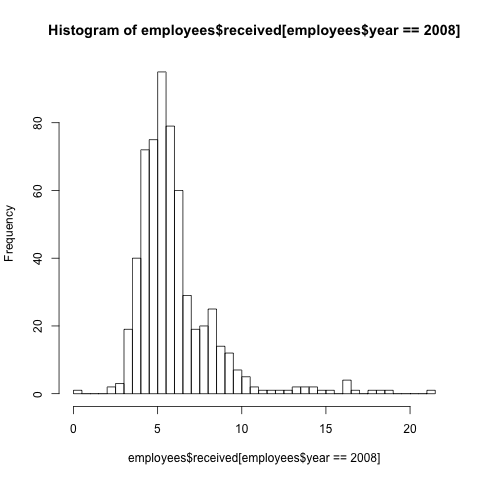 Histogram of employees$received[employees$year == 2008]
Frequency
80
60
40
20
0
0 5 10 15 20
employees$received[employees$year == 2008]